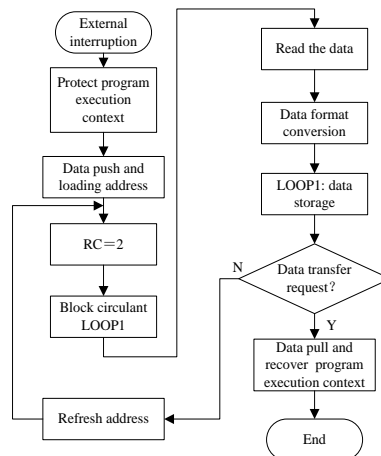 External
interruption
Protect program
execution
context
Data push and
loading address
RC=2
Block circulant
LOOP1
Refresh address
Read the data
Data format
conversion
LOOP1: data
storage
Data transfer
request?
N
Y
Data pull and
recover program
execution context
End